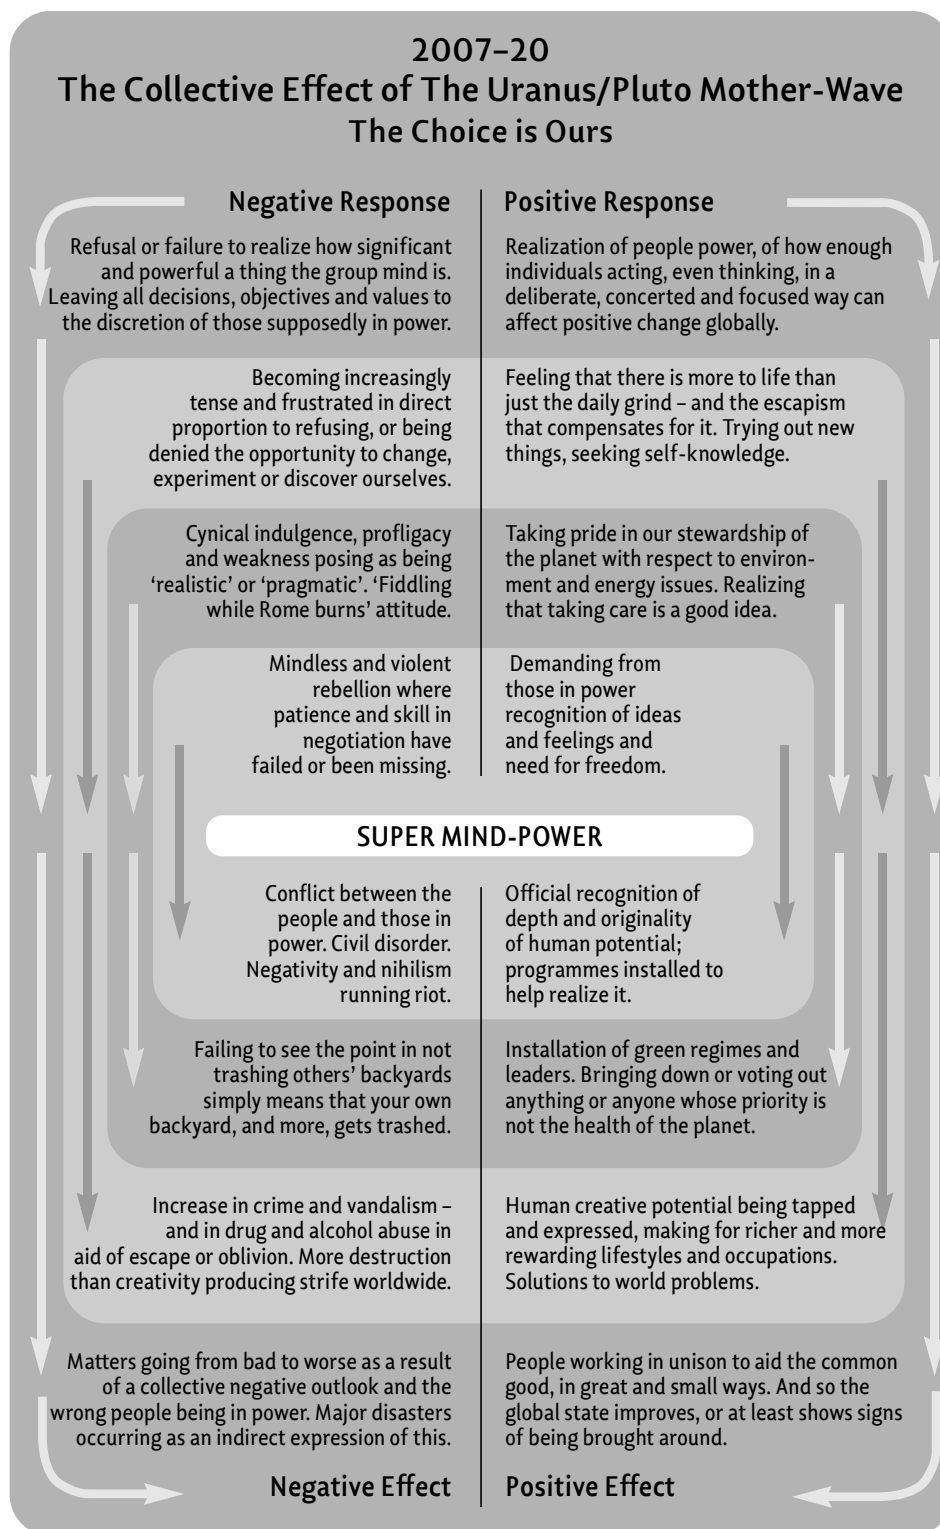 2007–20
The Collective Effect of The Uranus/Pluto Mother-Wave
The Choice is Ours
Negative Response
Refusal or failure to realize how significant
and powerful a thing the group mind is.
Leaving all decisions, objectives and values to
the discretion of those supposedly in power.
Positive Response
Realization of people power, of how enough
individuals acting, even thinking, in a
deliberate, concerted and focused way can
affect positive change globally.
Becoming increasingly
tense and frustrated in direct
proportion to refusing, or being
denied the opportunity to change,
experiment or discover ourselves.
Feeling that there is more to life than
just the daily grind – and the escapism
that compensates for it. Trying out new
things, seeking self-knowledge.
Cynical indulgence, profligacy
and weakness posing as being
‘realistic’ or ‘pragmatic’. ‘Fiddling
while Rome burns’ attitude.
Taking pride in our stewardship of
the planet with respect to environ-
ment and energy issues. Realizing
that taking care is a good idea.
Mindless and violent
rebellion where
patience and skill in
negotiation have
failed or been missing.
Demanding from
those in power
recognition of ideas
and feelings and
need for freedom.
SUPER MIND-POWER
Conflict between the
people and those in
power. Civil disorder.
Negativity and nihilism
running riot.
Official recognition of
depth and originality
of human potential;
programmes installed to
help realize it.
Failing to see the point in not
trashing others’ backyards
simply means that your own
backyard, and more, gets trashed.
Installation of green regimes and
leaders. Bringing down or voting out
anything or anyone whose priority is
not the health of the planet.
Increase in crime and vandalism –
and in drug and alcohol abuse in
aid of escape or oblivion. More destruction
than creativity producing strife worldwide.
Human creative potential being tapped
and expressed, making for richer and more
rewarding lifestyles and occupations.
Solutions to world problems.
Matters going from bad to worse as a result
of a collective negative outlook and the
wrong people being in power. Major disasters
occurring as an indirect expression of this.
Negative Effect
People working in unison to aid the common
good, in great and small ways. And so the
global state improves, or at least shows signs
of being brought around.
Positive Effect